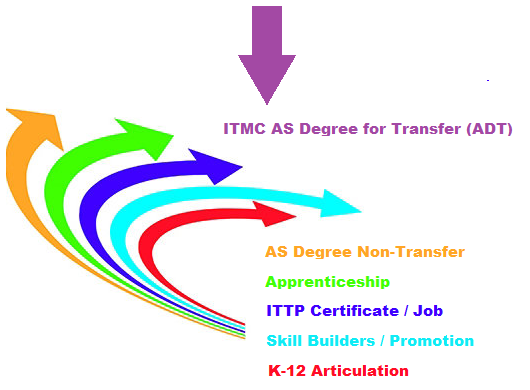 ITMC AS Degree for Transfer (ADT)
AS Degree Non-Transfer
Apprenticeship
ITTP Certificate / Job
Skill Builders / Promotion
K-12 Articulation